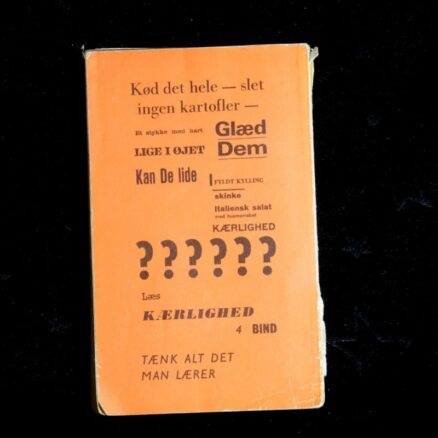 Kød det hele — slet
ingen kartofler —
Et stykke med hart
Glæd
LIGE I ØJET
Dem
Kan De lide
FYLDT KYLLING
skinke
Italiensk salat
KÆRLIGHED
??????
Læs
KÆRLIGHED
4 BIND
TÆNK ALT DET
MAN LÆRER